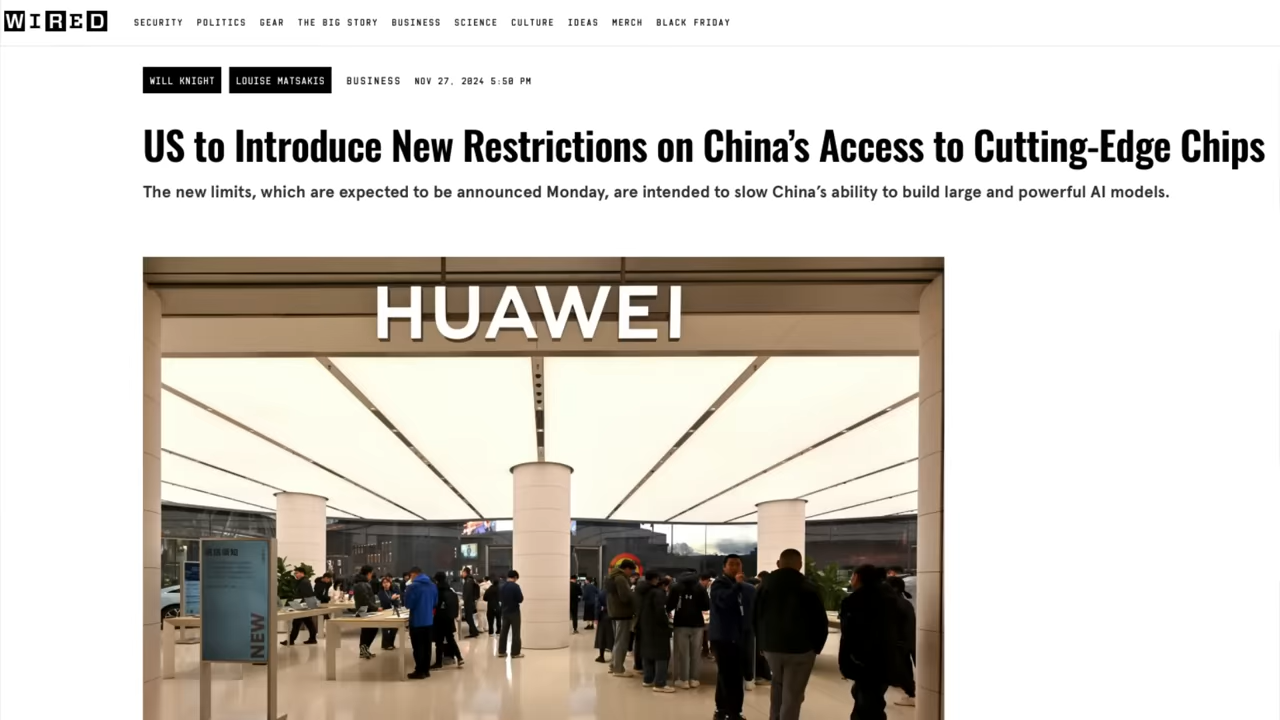 WIRED
SECURITY POLITICS GEAR THE BIG STORY BUSINESS SCIENCE CULTURE IDEAS MERCH BLACK FRIDAY
WILL KNIGHT LOUISE MATSAKIS BUSINESS NOV 27, 2024 5:50 PM
US to Introduce New Restrictions on China’s Access to Cutting-Edge Chips
The new limits, which are expected to be announced Monday, are intended to slow China’s ability to build large and powerful AI models.
HUAWEI
NEW